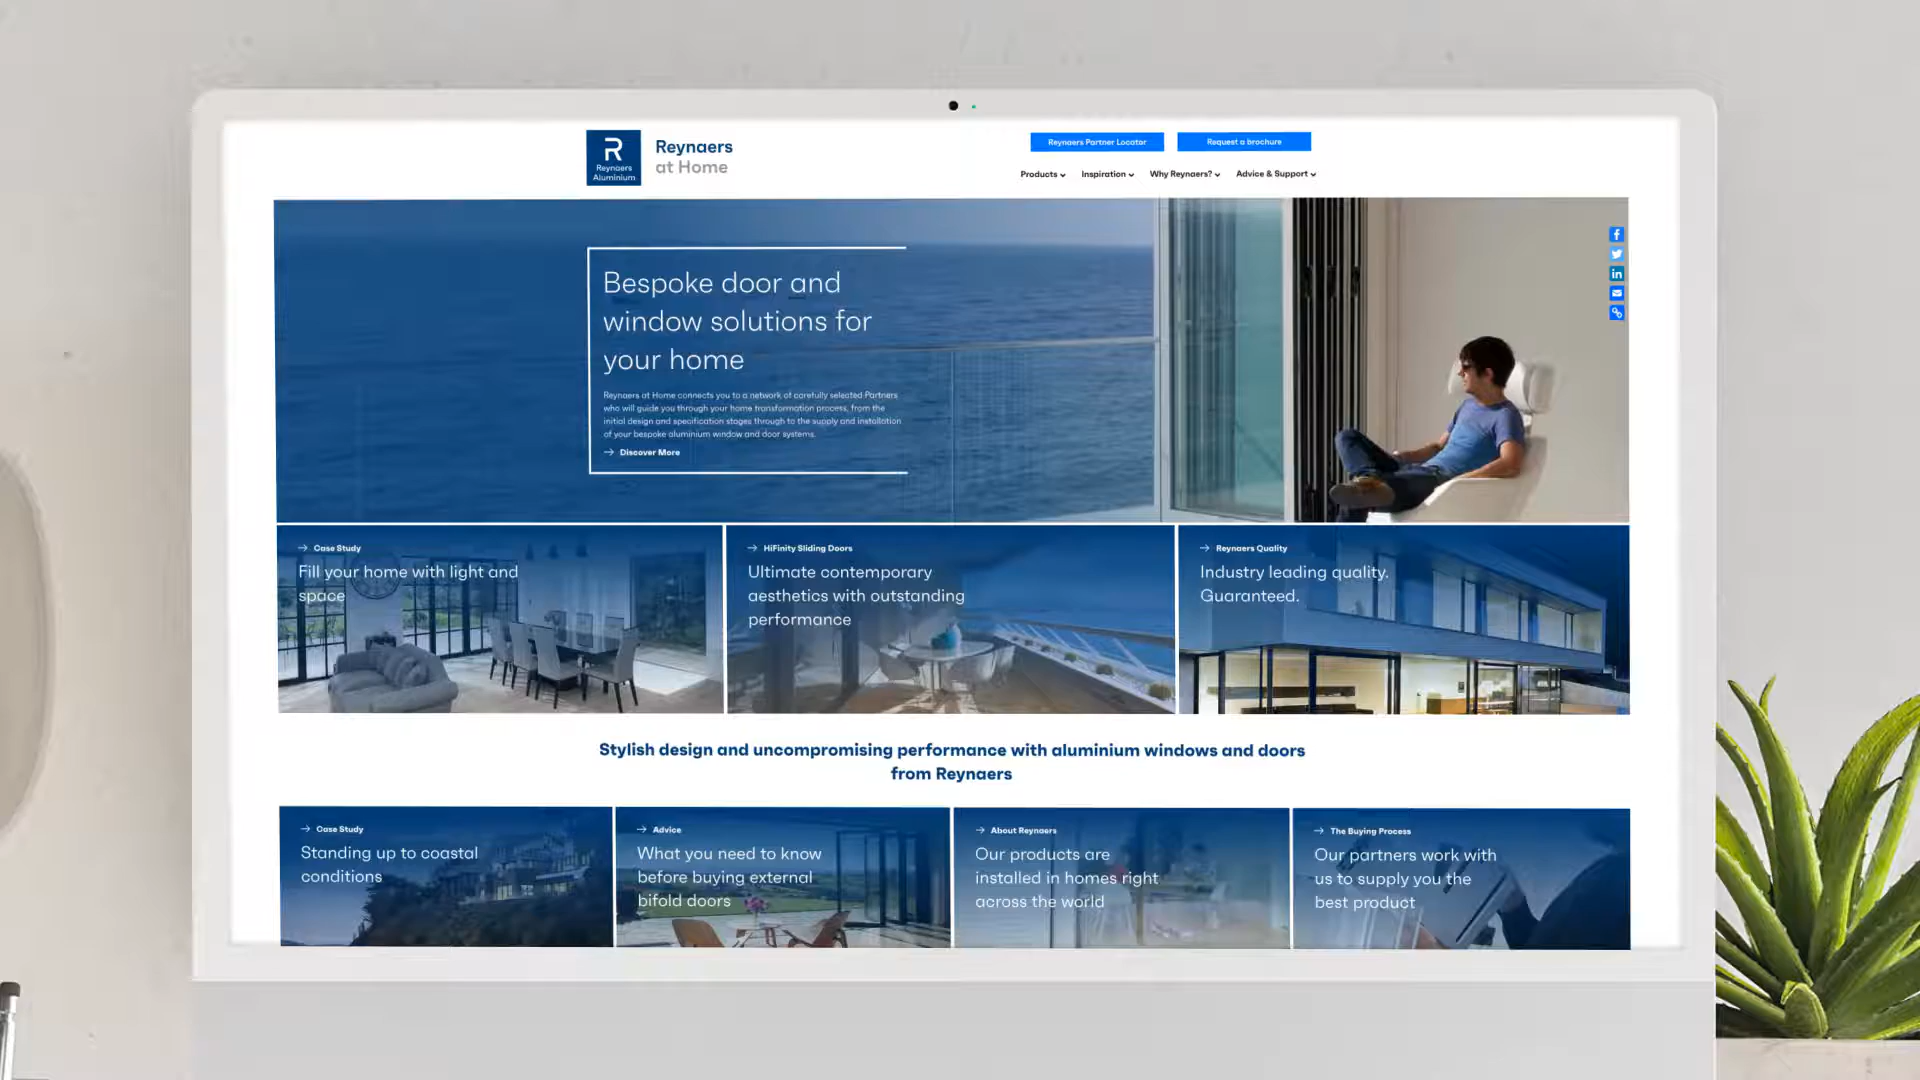 Reynaers
Aluminium
Reynaers
at Home
Reynaers Partner Locator
Request a brochure
Products
Inspiration
Why Reynaers?
Advice & Support
Bespoke door and
window solutions for
your home
Reynaers at Home connects you to a network of carefully selected Partners
who will guide you through your home transformation process, from the
initial design and specification stages through to the supply and installation
of your bespoke aluminium window and door systems.
Discover More
Case Study
Fill your home with light and
space
HiFinity Sliding Doors
Ultimate contemporary
aesthetics with outstanding
performance
Reynaers Quality
Industry leading quality.
Guaranteed.
Stylish design and uncompromising performance with aluminium windows and doors
from Reynaers
Case Study
Standing up to coastal
conditions
Advice
What you need to know
before buying external
bifold doors
About Reynaers
Our products are
installed in homes right
across the world
The Buying Process
Our partners work with
us to supply you the
best product